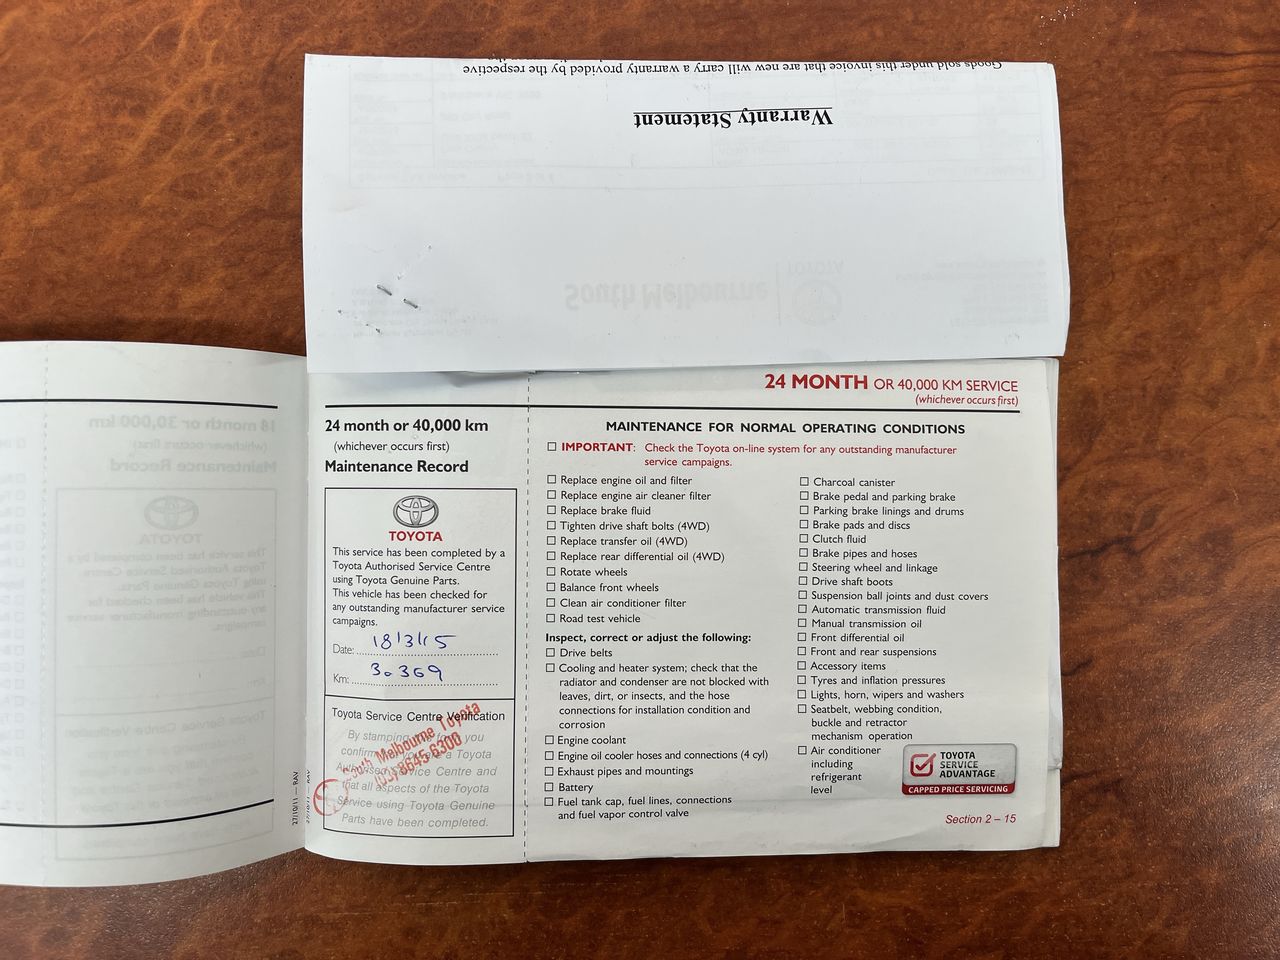 Goods sold under this invoice that are new will carry a warranty provided by the respective
Warranty Statement
South Melbourne TOYOTA
24 MONTH OR 40,000 KM SERVICE
(whichever occurs first)
24 month or 40,000 km
(whichever occurs first)
Maintenance Record
TOYOTA
This service has been completed by a
Toyota Authorised Service Centre
using Toyota Genuine Parts.
This vehicle has been checked for
any outstanding manufacturer service
campaigns.
Date: 18/3/15
Km: 30369
Toyota Service Centre Verification
By stamping
confirm a Toyota
Service Centre and
that all aspects of the Toyota
Service using Toyota Genuine
Parts have been completed.
South Melbourne Toyota
(03) 8645 6300
MAINTENANCE FOR NORMAL OPERATING CONDITIONS
☐ IMPORTANT: Check the Toyota on-line system for any outstanding manufacturer
service campaigns.
☐ Replace engine oil and filter
☐ Replace engine air cleaner filter
☐ Replace brake fluid
☐ Tighten drive shaft bolts (4WD)
☐ Replace transfer oil (4WD)
☐ Replace rear differential oil (4WD)
☐ Rotate wheels
☐ Balance front wheels
☐ Clean air conditioner filter
☐ Road test vehicle
Inspect, correct or adjust the following:
☐ Drive belts
☐ Cooling and heater system; check that the
radiator and condenser are not blocked with
leaves, dirt, or insects, and the hose
connections for installation condition and
corrosion
☐ Engine coolant
☐ Engine oil cooler hoses and connections (4 cyl)
☐ Exhaust pipes and mountings
☐ Battery
☐ Fuel tank cap, fuel lines, connections
and fuel vapor control valve
☐ Charcoal canister
☐ Brake pedal and parking brake
☐ Parking brake linings and drums
☐ Brake pads and discs
☐ Clutch fluid
☐ Brake pipes and hoses
☐ Steering wheel and linkage
☐ Drive shaft boots
☐ Suspension ball joints and dust covers
☐ Automatic transmission fluid
☐ Manual transmission oil
☐ Front differential oil
☐ Front and rear suspensions
☐ Accessory items
☐ Tyres and inflation pressures
☐ Lights, horn, wipers and washers
☐ Seatbelt, webbing condition,
buckle and retractor
mechanism operation
☐ Air conditioner
including
refrigerant
level
TOYOTA
SERVICE
ADVANTAGE
CAPPED PRICE SERVICING
Section 2 – 15
27/10/11 — RAV
18 month or 30,000 km
(whichever occurs first)
Maintenance Record
TOYOTA